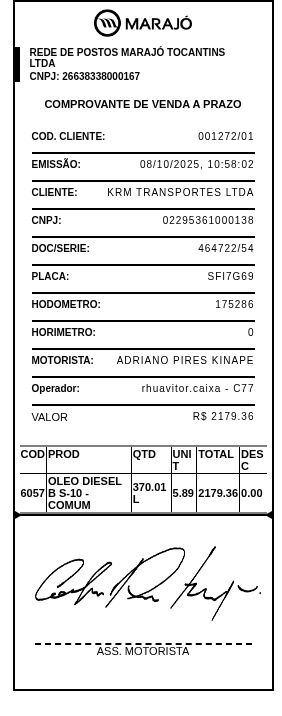 MARAJÓ
REDE DE POSTOS MARAJÓ TOCANTINS
LTDA
CNPJ: 26638338000167
COMPROVANTE DE VENDA A PRAZO
COD. CLIENTE: 001272/01
EMISSÃO: 08/10/2025, 10:58:02
CLIENTE: KRM TRANSPORTES LTDA
CNPJ: 02295361000138
DOC/SERIE: 464722/54
PLACA: SFI7G69
HODOMETRO: 175286
HORIMETRO: 0
MOTORISTA: ADRIANO PIRES KINAPE
Operador: rhuavitor.caixa - C77
VALOR R$ 2179.36
COD PROD QTD UNI TOTAL DES
T C
OLEO DIESEL
6057 B S-10 - 370.01 5.89 2179.36 0.00
COMUM L
ASS. MOTORISTA